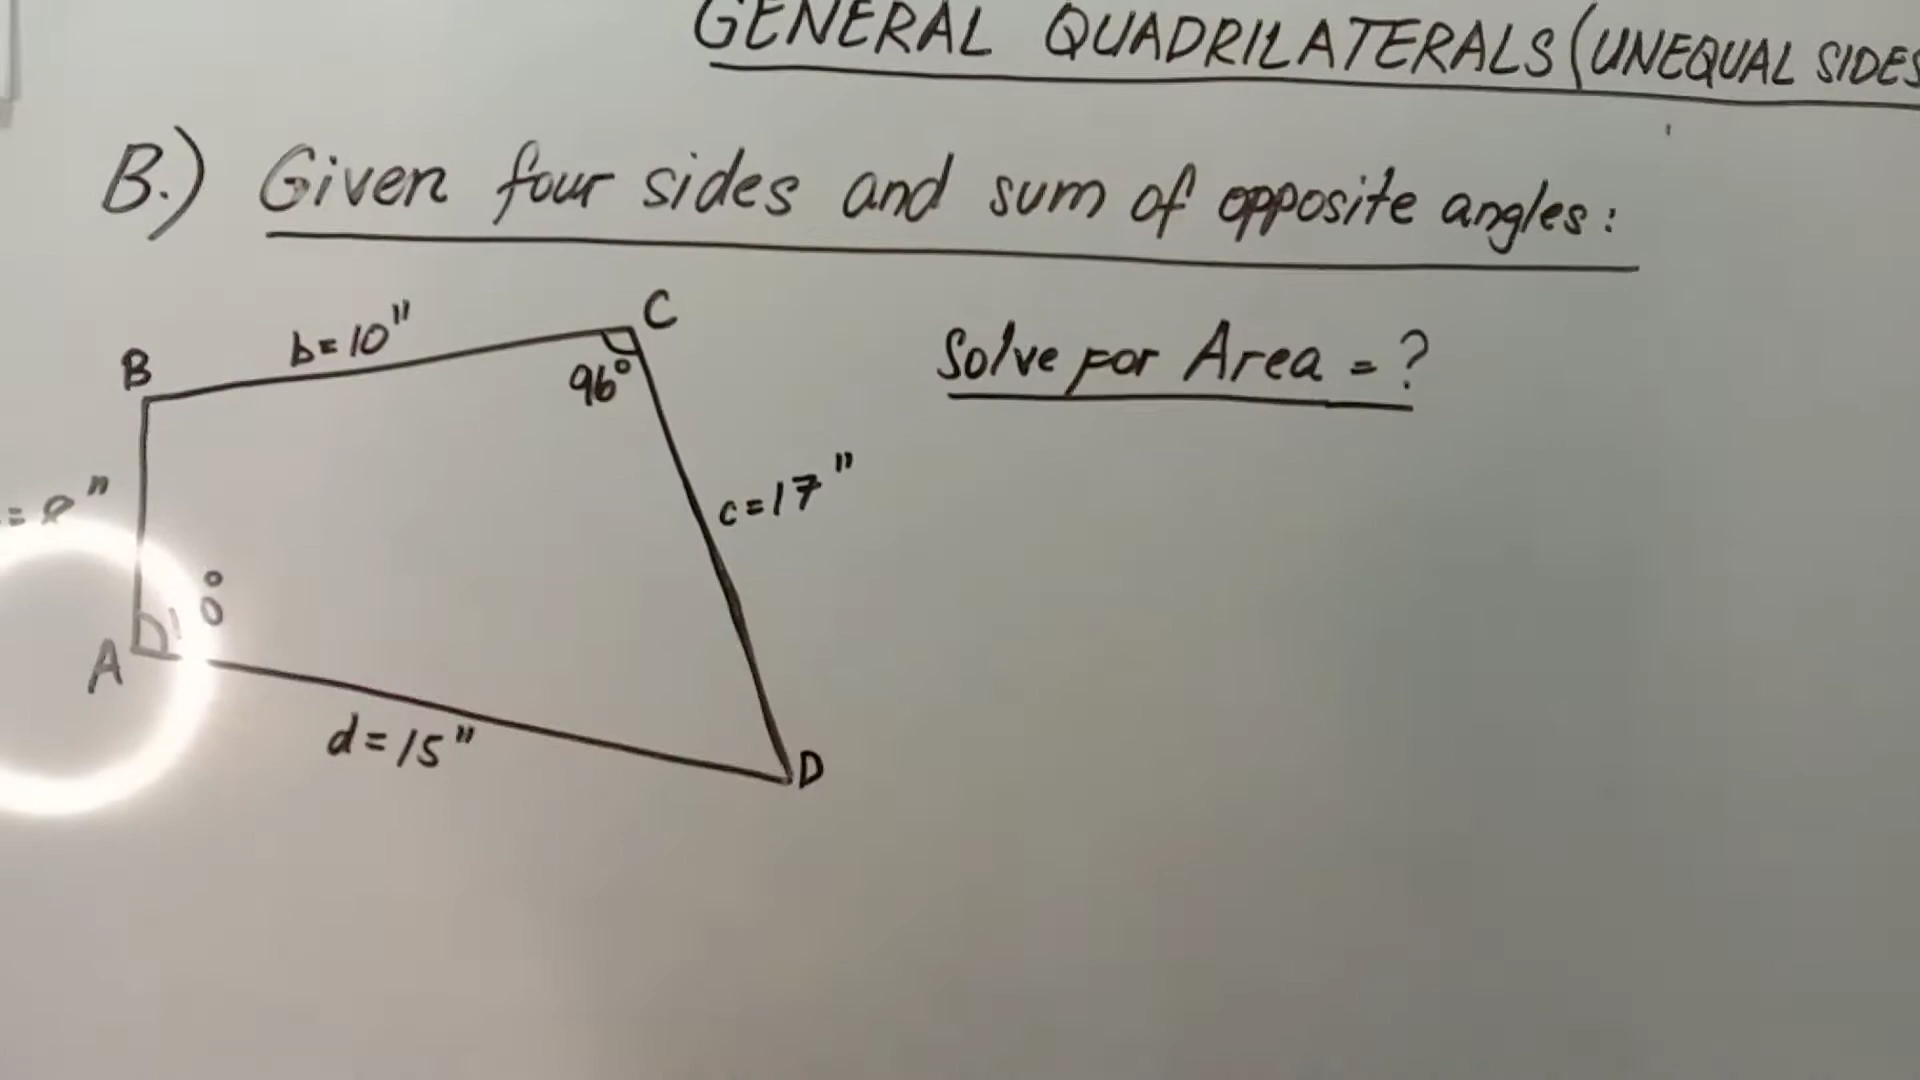 GENERAL QUADRILATERALS (UNEQUAL SIDES
B.) Given four sides and sum of opposite angles:
B
b=10"
C
96°
Solve for Area = ?
c=17"
A
d=15"
D